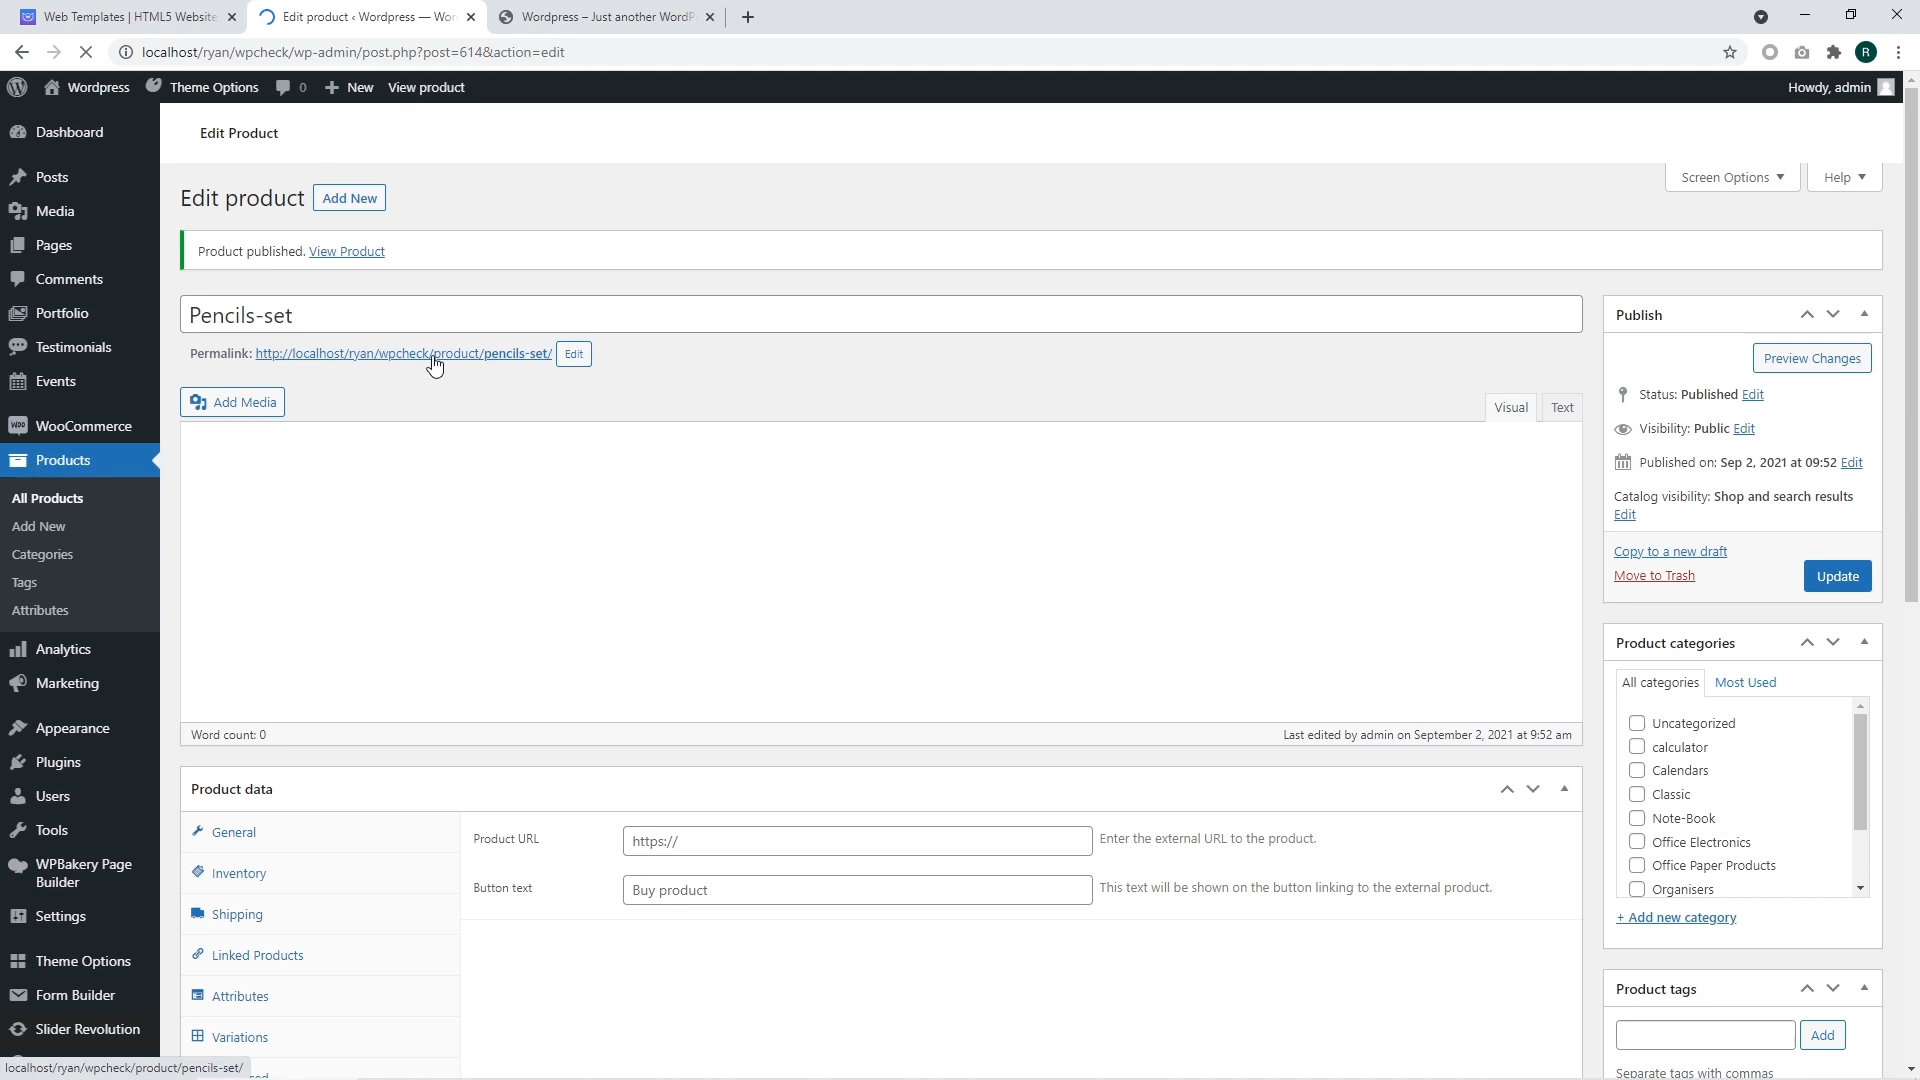 Web Templates | HTML5 Website
Edit product ‹ Wordpress — Wor
Wordpress – Just another WordP
localhost/ryan/wpcheck/wp-admin/post.php?post=614&action=edit
R
Wordpress
Theme Options
0
New
View product
Howdy, admin
Dashboard
Posts
Media
Pages
Comments
Portfolio
Testimonials
Events
WooCommerce
Products
All Products
Add New
Categories
Tags
Attributes
Analytics
Marketing
Appearance
Plugins
Users
Tools
WPBakery Page
Builder
Settings
Theme Options
Form Builder
Slider Revolution
localhost/ryan/wpcheck/product/pencils-set/
Edit Product
Screen Options
Help
Edit product
Add New
Product published. View Product
Pencils-set
Permalink: http://localhost/ryan/wpcheck/product/pencils-set/
Edit
Add Media
Visual
Text
Word count: 0
Last edited by admin on September 2, 2021 at 9:52 am
Product data
General
Inventory
Shipping
Linked Products
Attributes
Variations
Product URL
https://
Enter the external URL to the product.
Button text
Buy product
This text will be shown on the button linking to the external product.
Publish
Preview Changes
Status: Published Edit
Visibility: Public Edit
Published on: Sep 2, 2021 at 09:52 Edit
Catalog visibility: Shop and search results
Edit
Copy to a new draft
Move to Trash
Update
Product categories
All categories
Most Used
Uncategorized
calculator
Calendars
Classic
Note-Book
Office Electronics
Office Paper Products
Organisers
+ Add new category
Product tags
Add
Separate tags with commas